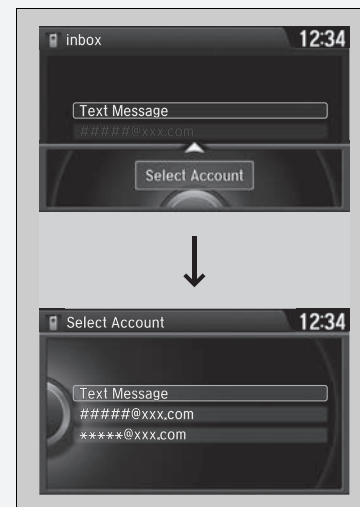 inbox
12:34
Text Message
#####@xxx.com
Select Account
Select Account
12:34
Text Message
#####@xxx.com
*****@xxx.com